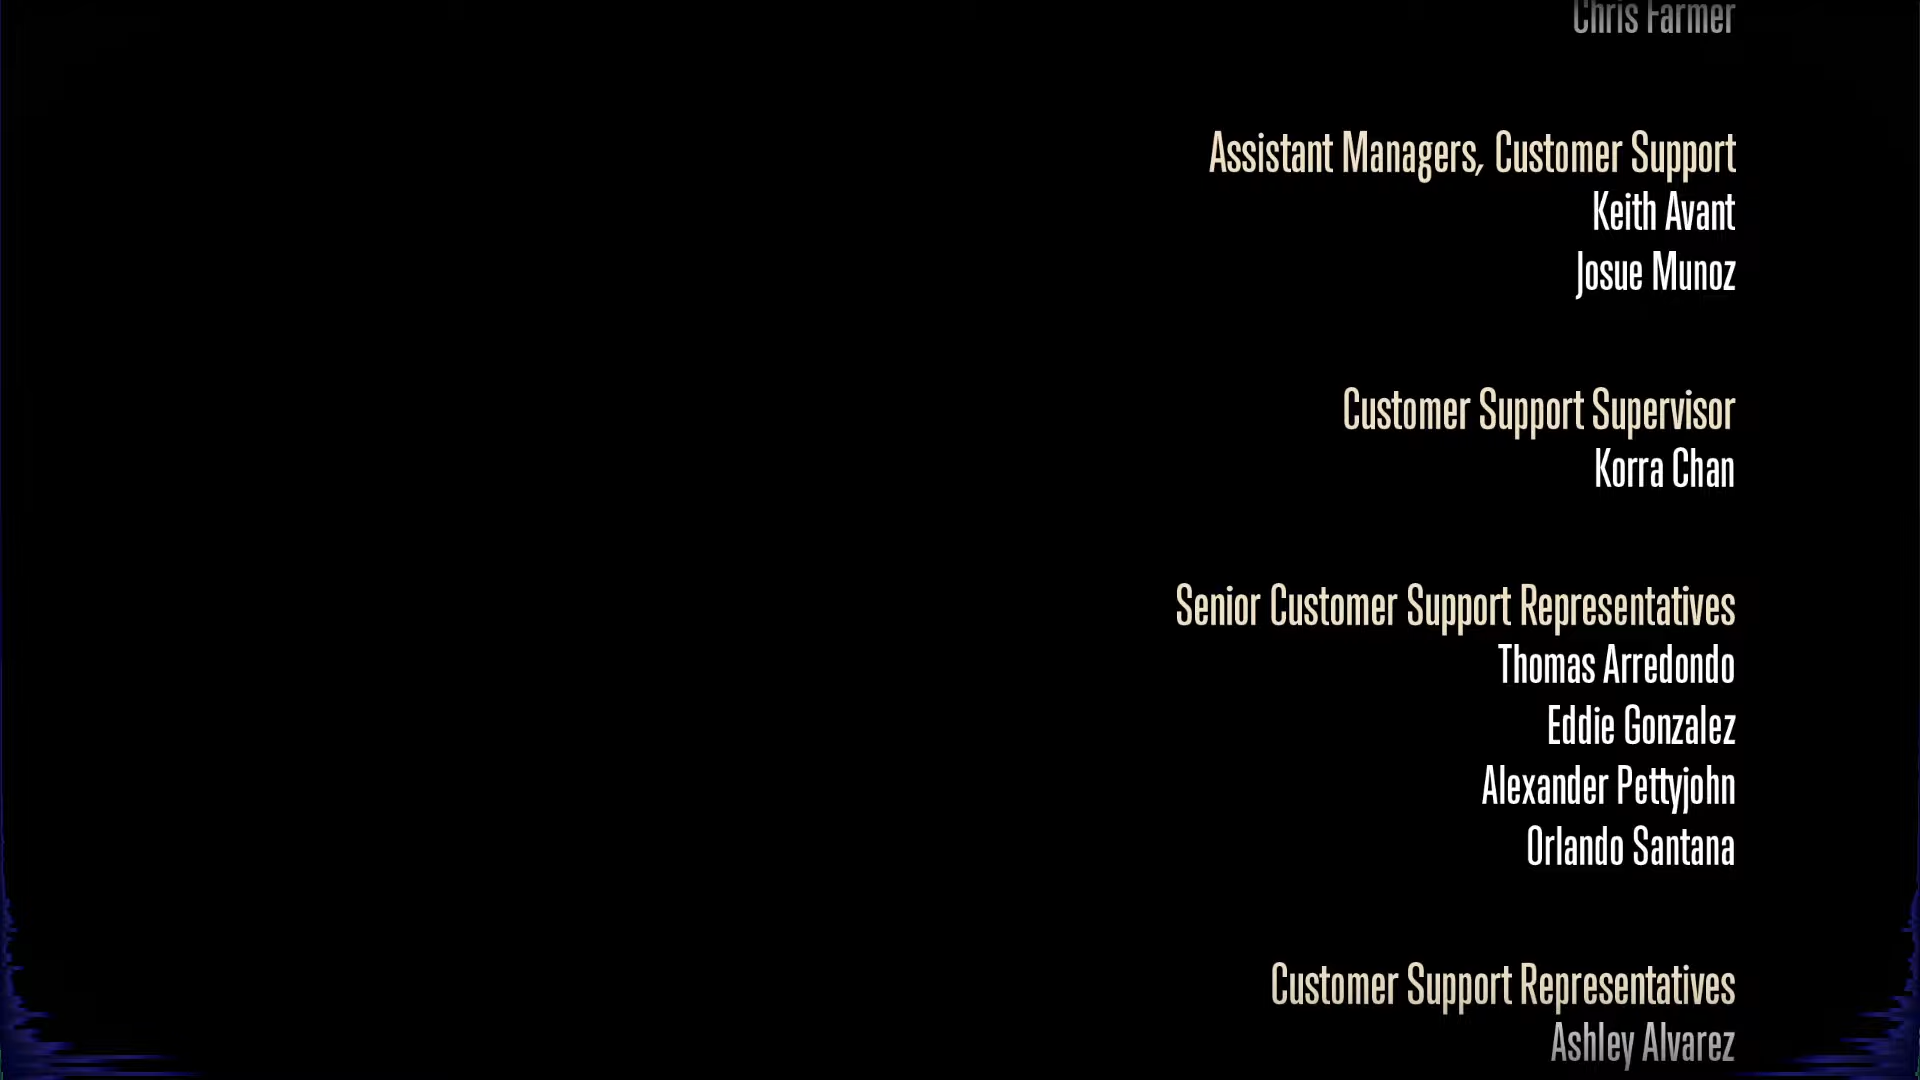 Chris Farmer
Assistant Managers, Customer Support
Keith Avant
Josue Munoz
Customer Support Supervisor
Korra Chan
Senior Customer Support Representatives
Thomas Arredondo
Eddie Gonzalez
Alexander Pettyjohn
Orlando Santana
Customer Support Representatives
Ashley Alvarez